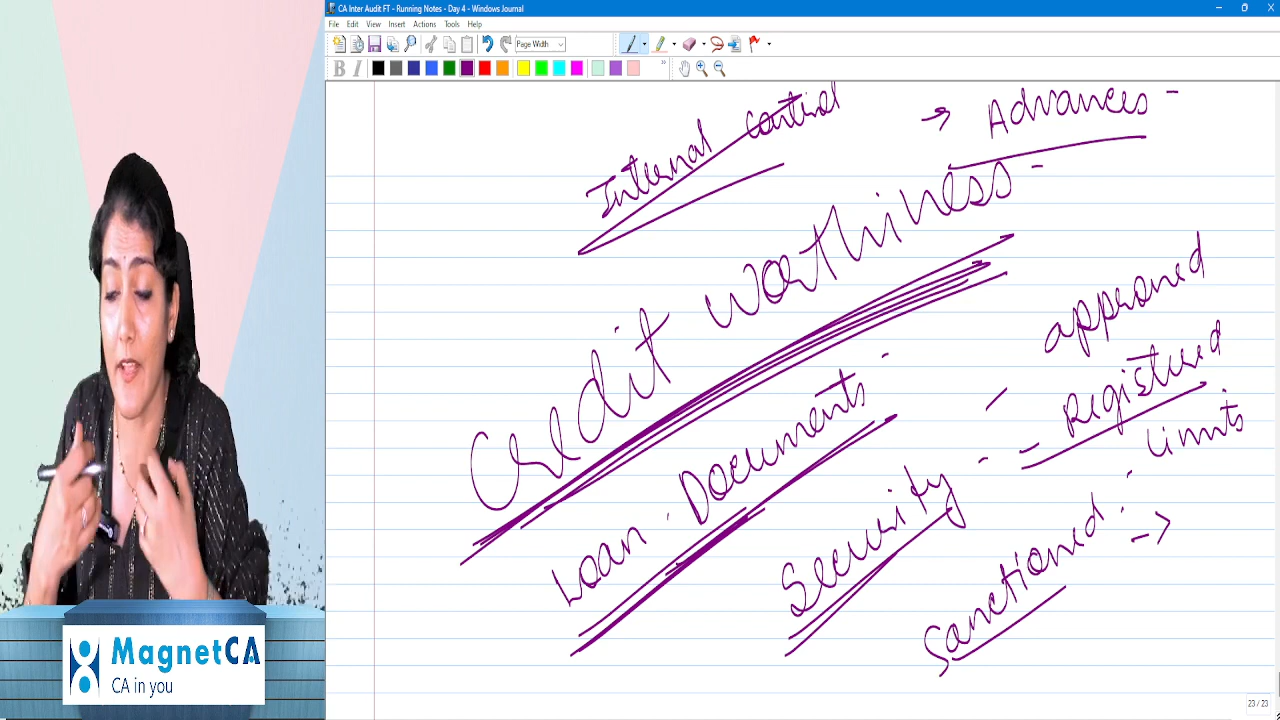 CA Inter Audit FT - Running Notes - Day 4 - Windows Journal
File Edit View Insert Actions Tools Help
Page Width
B I
Internal control
→ Advances -
Credit worthiness -
Loan Documents -
Security - - approved
= Registered
Sanctioned - limits
- >
MagnetCA
CA in you
23 / 23